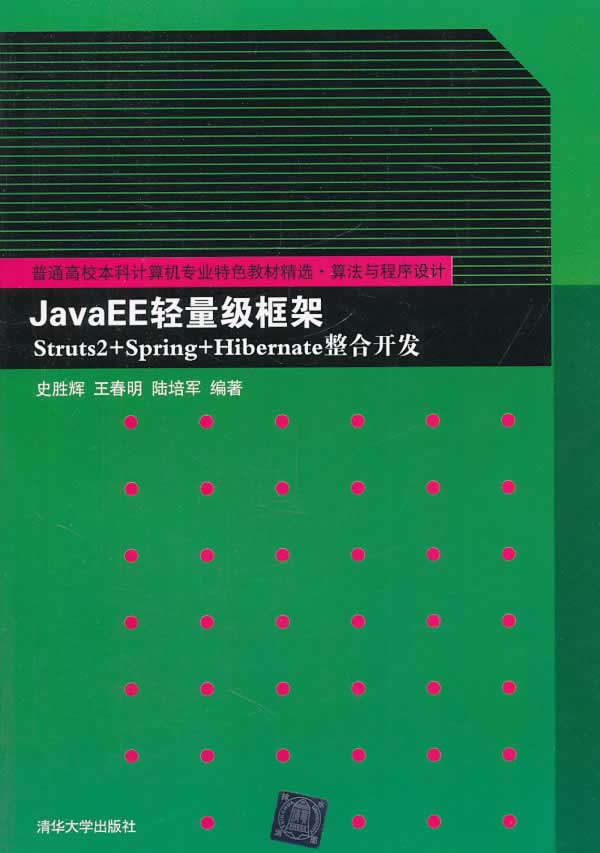 普通高校本科计算机专业特色教材精选·算法与程序设计
JavaEE轻量级框架
Struts2+Spring+Hibernate整合开发
史胜辉 王春明 陆培军 编著
清华大学出版社